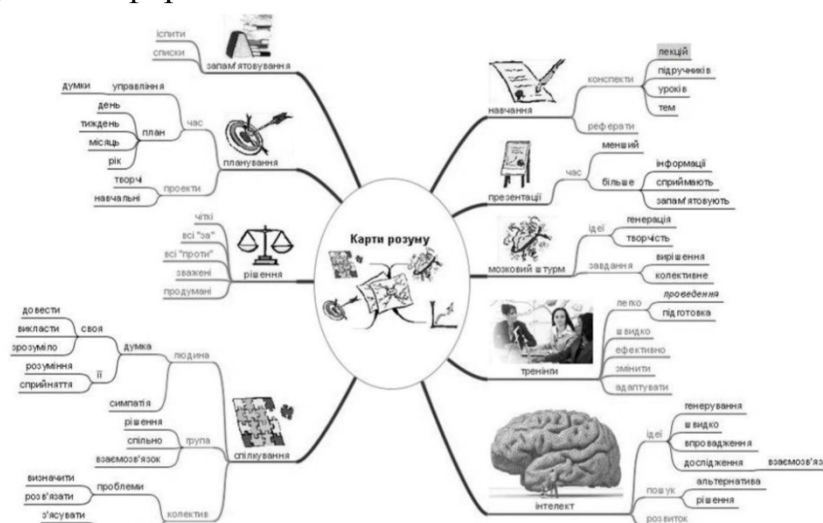 іспити
списки
запам'ятовування
думки
управління
день
тиждень
місяць
рік
план
час
планування
творчі
навчальні
проекти
чіткі
всі "за"
всі "проти"
зважені
продумані
рішення
довести
викласти
зрозуміло
своя
розуміння
сприйняття
її
думка
симпатія
людина
рішення
спільно
взаємозв'язок
група
спілкування
визначити
розв'язати
проблеми
з'ясувати
колектив
Карти розуму
навчання
конспекти
лекцій
підручників
уроків
тем
реферати
презентації
час
менший
більше
інформації
сприймають
запам'ятовують
мозковий штурм
ідеї
генерація
творчість
завдання
вирішення
колективне
тренінги
легко
проведення
підготовка
швидко
ефективно
змінити
адаптувати
інтелект
ідеї
генерування
швидко
впровадження
дослідження
взаємозв'яз
пошук
альтернатива
рішення
розвиток